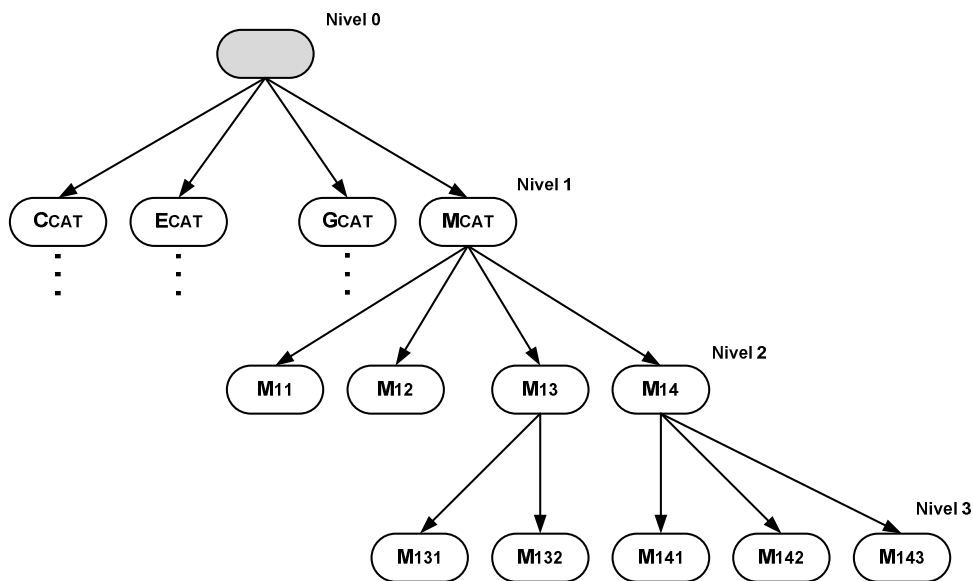 Nivel 0
Nivel 1
CCAT
ECAT
GCAT
MCAT
Nivel 2
M11
M12
M13
M14
Nivel 3
M131
M132
M141
M142
M143